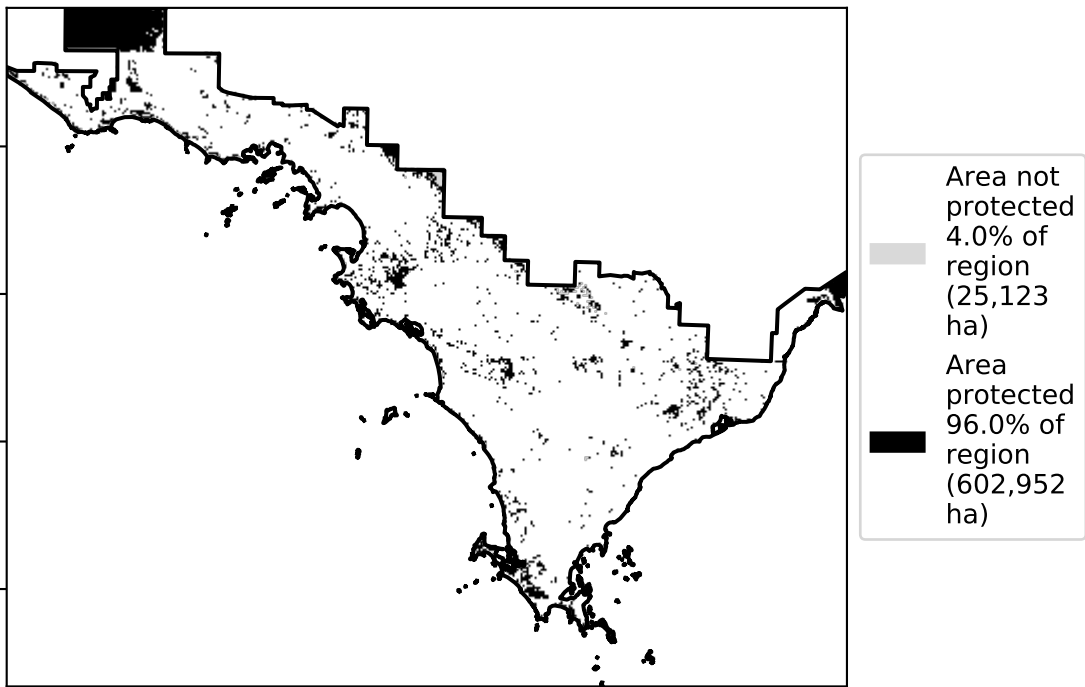 Area not
protected
4.0% of
region
(25,123
ha)
Area
protected
96.0% of
region
(602,952
ha)